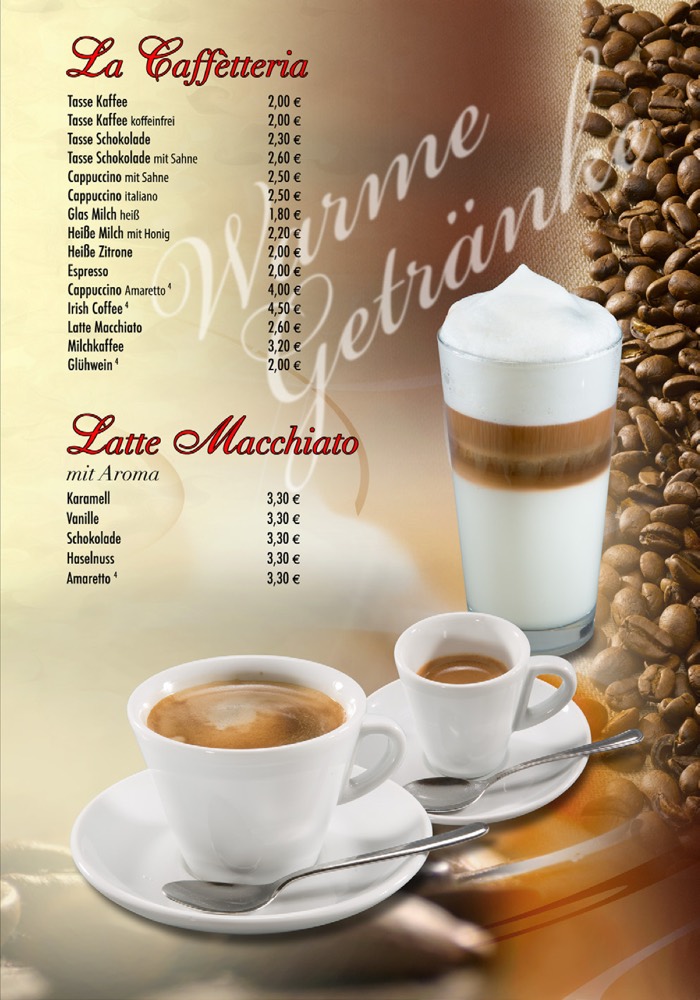 La Caffètteria
Tasse Kaffee 2,00 €
Tasse Kaffee koffeinfrei 2,00 €
Tasse Schokolade 2,30 €
Tasse Schokolade mit Sahne 2,60 €
Cappuccino mit Sahne 2,50 €
Cappuccino italiano 2,50 €
Glas Milch heiß 1,80 €
Heiße Milch mit Honig 2,20 €
Heiße Zitrone 2,00 €
Espresso 2,00 €
Cappuccino Amaretto 4 4,00 €
Irish Coffee 4 4,50 €
Latte Macchiato 2,60 €
Milchkaffee 3,20 €
Glühwein 4 2,00 €
Warme
Getränke
Latte Macchiato
mit Aroma
Karamell 3,30 €
Vanille 3,30 €
Schokolade 3,30 €
Haselnuss 3,30 €
Amaretto 4 3,30 €